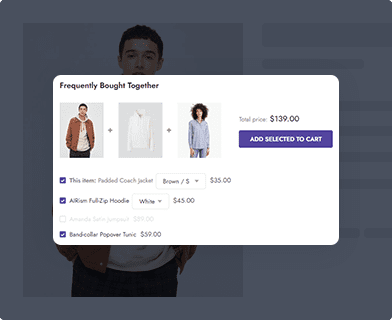 Frequently Bought Together
+ +
Total price: $139.00
ADD SELECTED TO CART
This item: Padded Coach Jacket Brown / S $35.00
AIRism Full-Zip Hoodie White $45.00
Amanda Satin Jumpsuit $89.00
Band-collar Popover Tunic $59.00